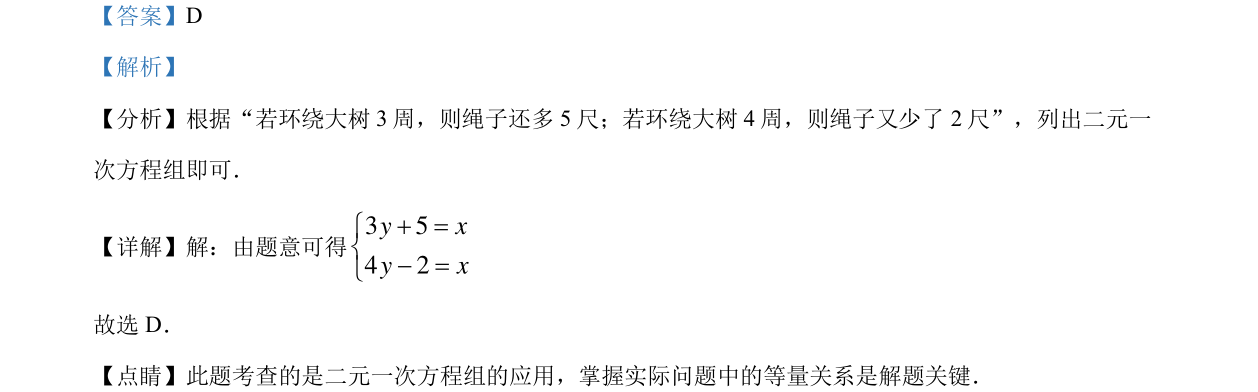 【答案】D
【解析】
【分析】根据“若环绕大树 3 周，则绳子还多 5 尺；若环绕大树 4 周，则绳子又少了 2 尺”，列出二元一
次方程组即可．
【详解】解：由题意可得{3y+5=x
4y−2=x
故选 D．
【点睛】此题考查的是二元一次方程组的应用，掌握实际问题中的等量关系是解题关键．